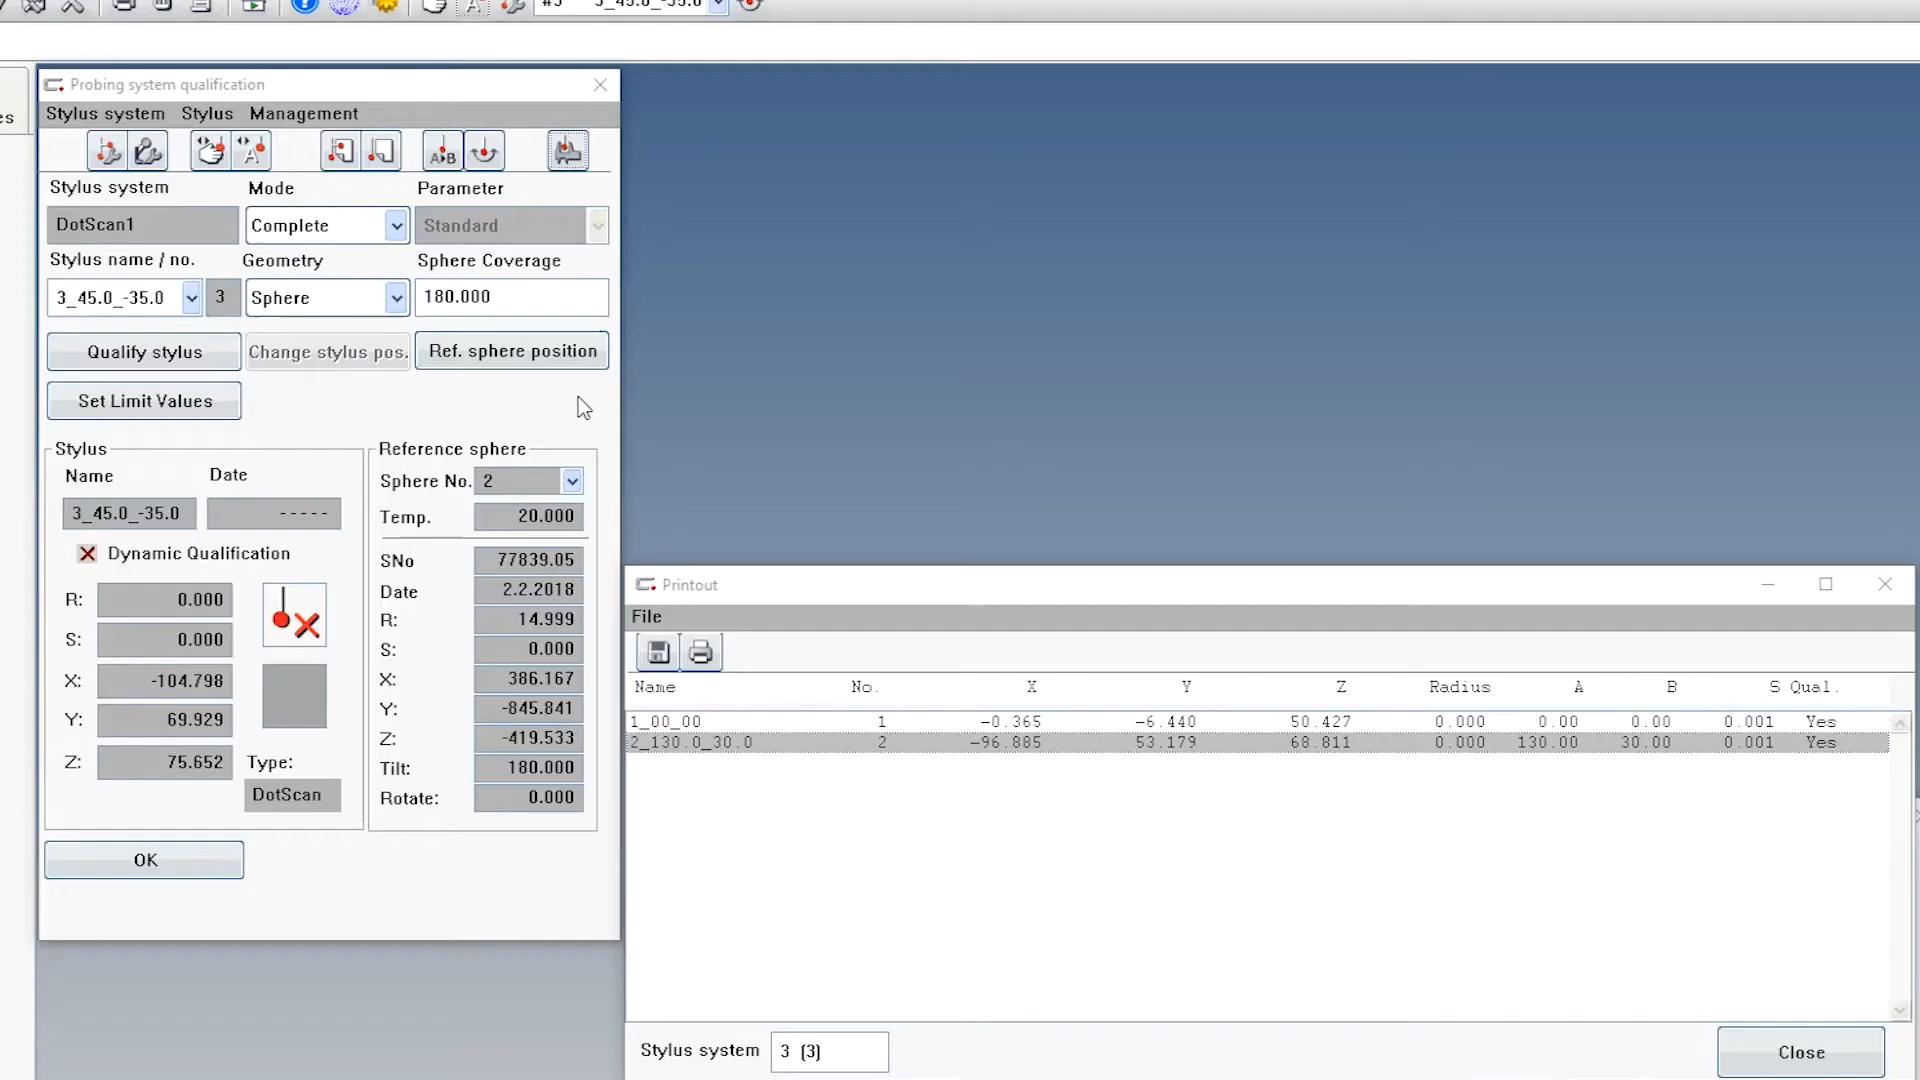 Probing system qualification
Stylus system Stylus Management
Stylus system Mode Parameter
DotScan1 Complete Standard
Stylus name / no. Geometry Sphere Coverage
3_45.0_-35.0 3 Sphere 180.000
Qualify stylus Change stylus pos. Ref. sphere position
Set Limit Values
Stylus
Name Date
3_45.0_-35.0 -----
Dynamic Qualification
R: 0.000
S: 0.000
X: -104.798
Y: 69.929
Z: 75.652
Type:
DotScan
Reference sphere
Sphere No. 2
Temp. 20.000
SNo 77839.05
Date 2.2.2018
R: 14.999
S: 0.000
X: 386.167
Y: -845.841
Z: -419.533
Tilt: 180.000
Rotate: 0.000
OK
Printout
File
Name No. X Y Z Radius A B S Qual.
1_00_00 1 -0.365 -6.440 50.427 0.000 0.00 0.00 0.001 Yes
2_130.0_30.0 2 -96.885 53.179 68.811 0.000 130.00 30.00 0.001 Yes
Stylus system 3 (3)
Close